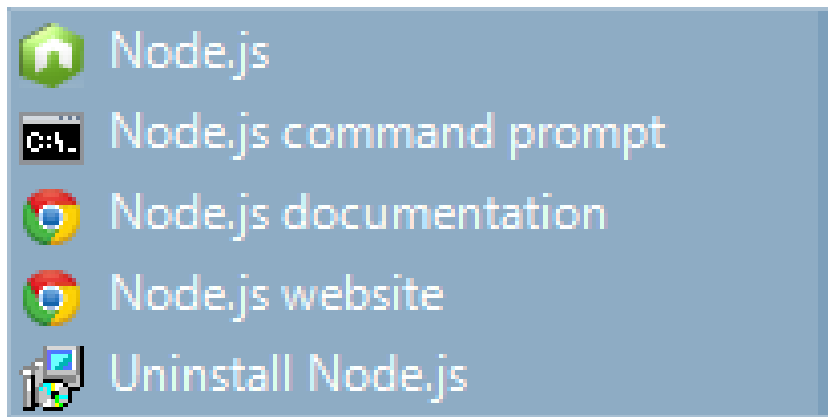 Node.js
C:\_
Node.js command prompt
Node.js documentation
Node.js website
Uninstall Node.js